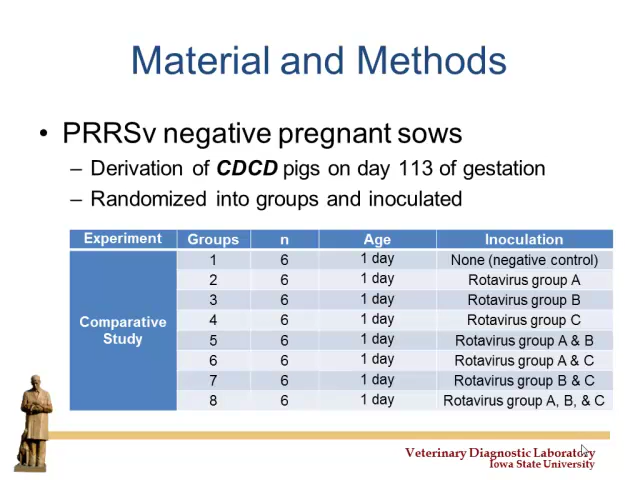 Material and Methods
• PRRSv negative pregnant sows
– Derivation of CDCD pigs on day 113 of gestation
– Randomized into groups and inoculated
Experiment Groups n Age Inoculation
1 6 1 day None (negative control)
2 6 1 day Rotavirus group A
3 6 1 day Rotavirus group B
4 6 1 day Rotavirus group C
5 6 1 day Rotavirus group A & B
6 6 1 day Rotavirus group A & C
7 6 1 day Rotavirus group B & C
8 6 1 day Rotavirus group A, B, & C
Comparative
Study
Veterinary Diagnostic Laboratory
Iowa State University